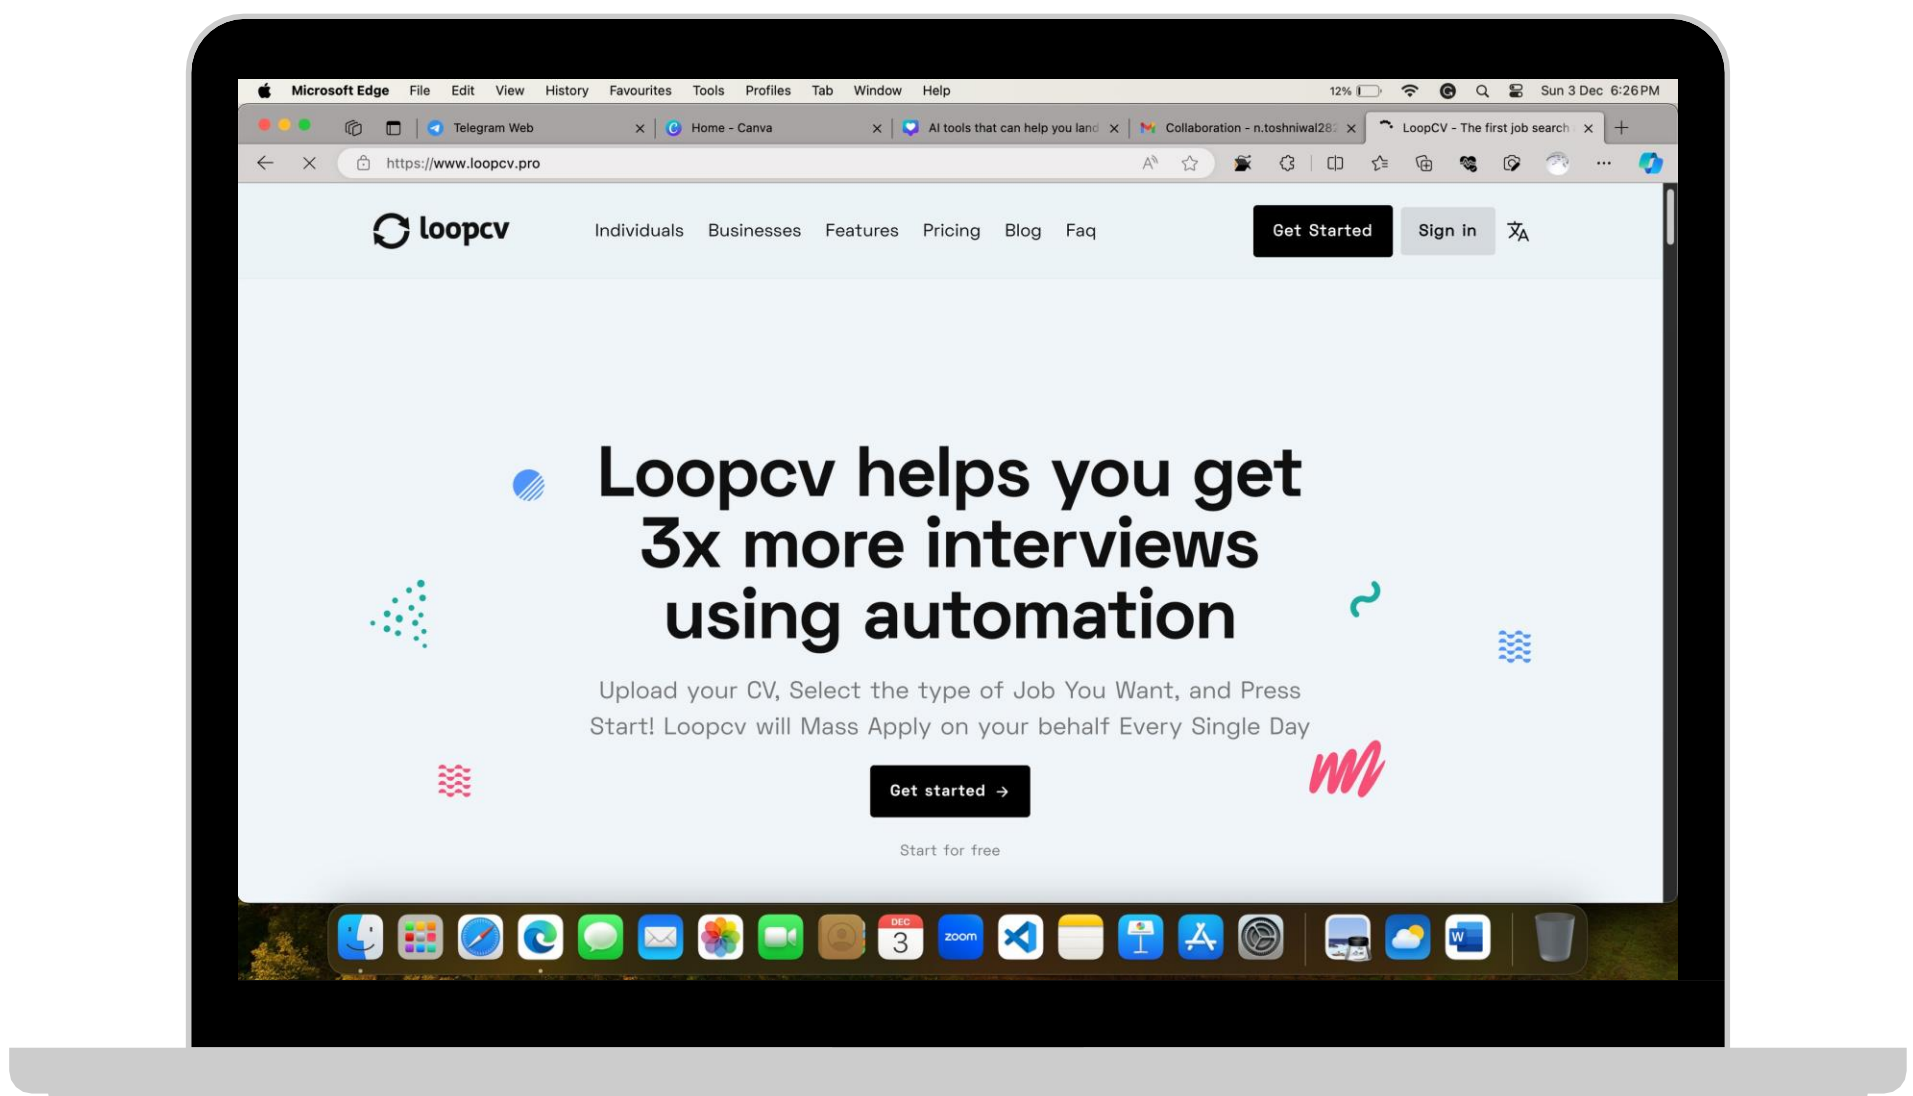 Microsoft Edge File Edit View History Favourites Tools Profiles Tab Window Help 12% Sun 3 Dec 6:26PM
Telegram Web Home - Canva AI tools that can help you land Collaboration - n.toshniwal282 LoopCV - The first job search
https://www.loopcv.pro
loopcv Individuals Businesses Features Pricing Blog Faq Get Started Sign in
Loopcv helps you get
3x more interviews
using automation
Upload your CV, Select the type of Job You Want, and Press
Start! Loopcv will Mass Apply on your behalf Every Single Day
Get started →
Start for free
DEC
3
zoom
W